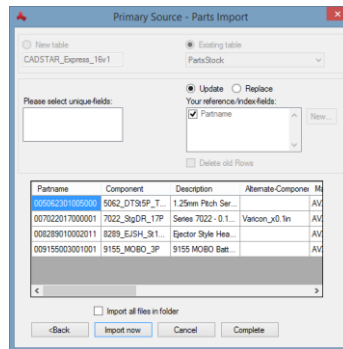 Primary Source - Parts Import
New table
Existing table
CADSTAR_Express_16v1
PartsStock
Update
Replace
Please select unique-fields:
Your reference/index-fields:
Partname
New...
Delete old Rows
Partname Component Description Alternate-Componen Ma
005062301005000 5062_DTSt5P_T... 1.25mm Pitch Ser... AV
007022017000001 7022_StgDR_17P Series 7022 - 0.1... Varicon_x0.1in AV
008289010002011 8289_EJSH_St1... Ejector Style Hea... AV
009155003001001 9155_MOBO_3P 9155 MOBO Batt... AV
Import all files in folder
<Back
Import now
Cancel
Complete